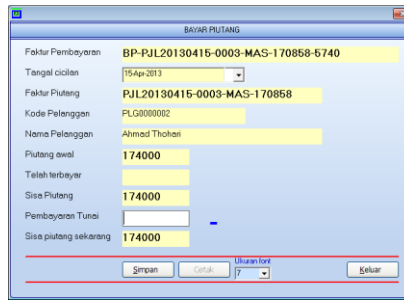 BAYAR PIUTANG
Faktur Pembayaran BP-PJL20130415-0003-MAS-170858-5740
Tangal cicilan 15-Apr-2013
Faktur Piutang PJL20130415-0003-MAS-170858
Kode Pelanggan PLG0000002
Nama Pelanggan Ahmad Thohari
Piutang awal 174000
Telah terbayar
Sisa Piutang 174000
Pembayaran Tunai
Sisa piutang sekarang 174000
Ukuran font
Simpan Cetak 7 Keluar